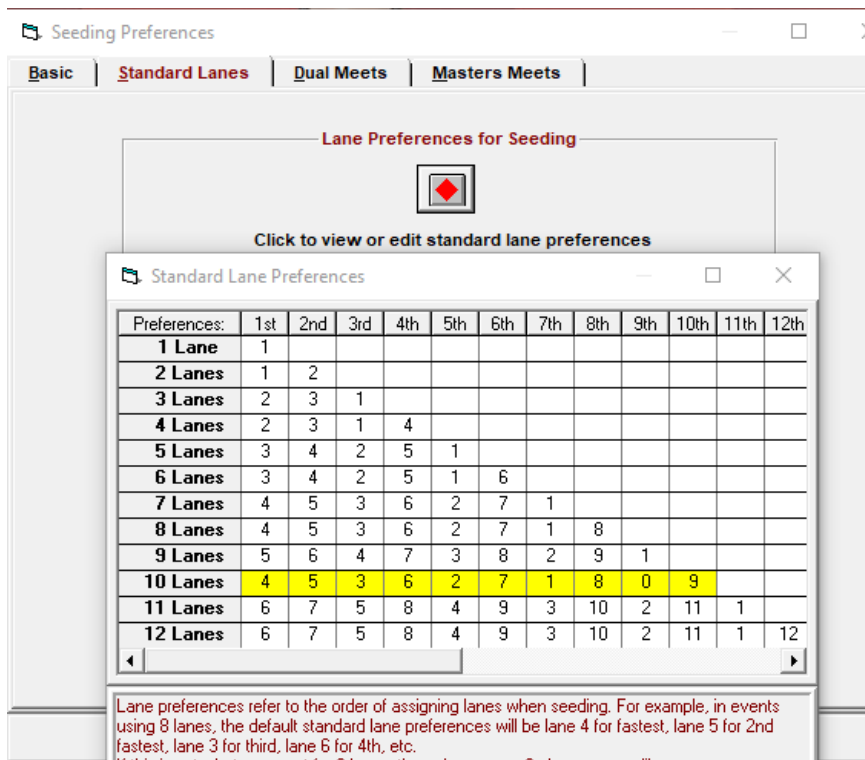 Seeding Preferences
Basic Standard Lanes Dual Meets Masters Meets
Lane Preferences for Seeding
Click to view or edit standard lane preferences
Standard Lane Preferences
Preferences: 1st 2nd 3rd 4th 5th 6th 7th 8th 9th 10th 11th 12th
1 Lane 1
2 Lanes 1 2
3 Lanes 2 3 1
4 Lanes 2 3 1 4
5 Lanes 3 4 2 5 1
6 Lanes 3 4 2 5 1 6
7 Lanes 4 5 3 6 2 7 1
8 Lanes 4 5 3 6 2 7 1 8
9 Lanes 5 6 4 7 3 8 2 9 1
10 Lanes 4 5 3 6 2 7 1 8 0 9
11 Lanes 6 7 5 8 4 9 3 10 2 11 1
12 Lanes 6 7 5 8 4 9 3 10 2 11 1 12
Lane preferences refer to the order of assigning lanes when seeding. For example, in events
using 8 lanes, the default standard lane preferences will be lane 4 for fastest, lane 5 for 2nd
fastest, lane 3 for third, lane 6 for 4th, etc.